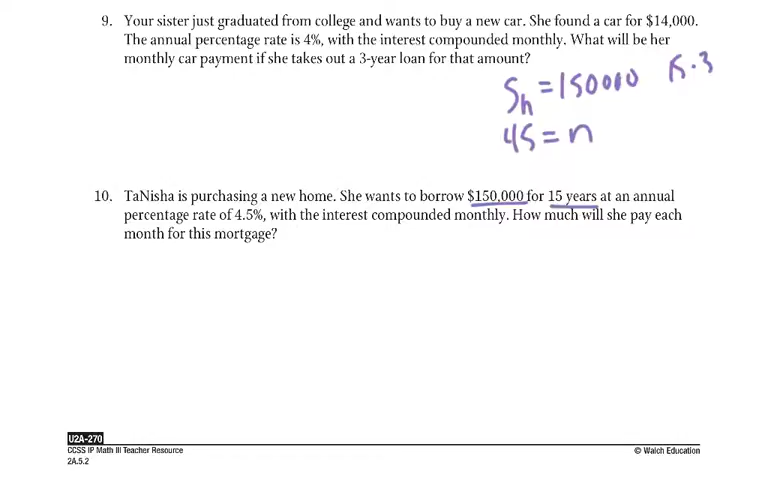 9. Your sister just graduated from college and wants to buy a new car. She found a car for $14,000.
The annual percentage rate is 4%, with the interest compounded monthly. What will be her
monthly car payment if she takes out a 3-year loan for that amount?
Sn = 150000 15·3
45 = n
10. TaNisha is purchasing a new home. She wants to borrow $150,000 for 15 years at an annual
percentage rate of 4.5%, with the interest compounded monthly. How much will she pay each
month for this mortgage?
U2A-270
CCSS IP Math III Teacher Resource
2A.5.2
© Walch Education